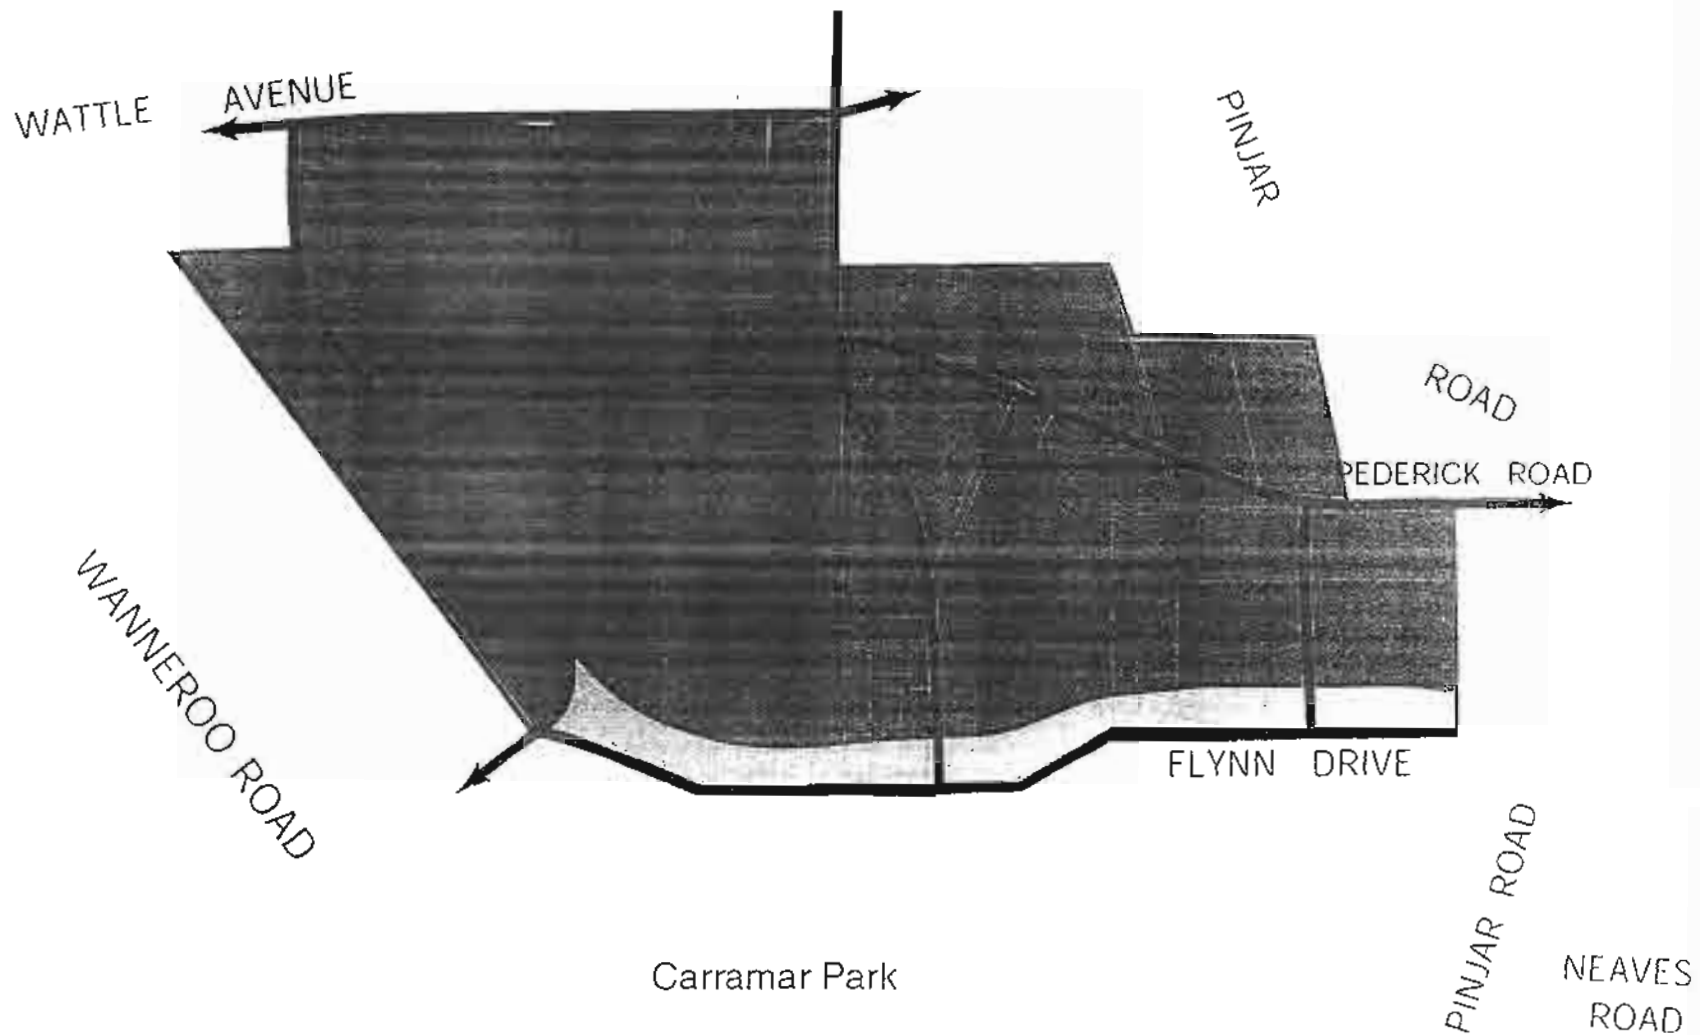 WATTLE AVENUE
PINJAR
ROAD
PEDERICK ROAD
WANNEROO ROAD
FLYNN DRIVE
PINJAR ROAD
Carramar Park
NEAVES
ROAD